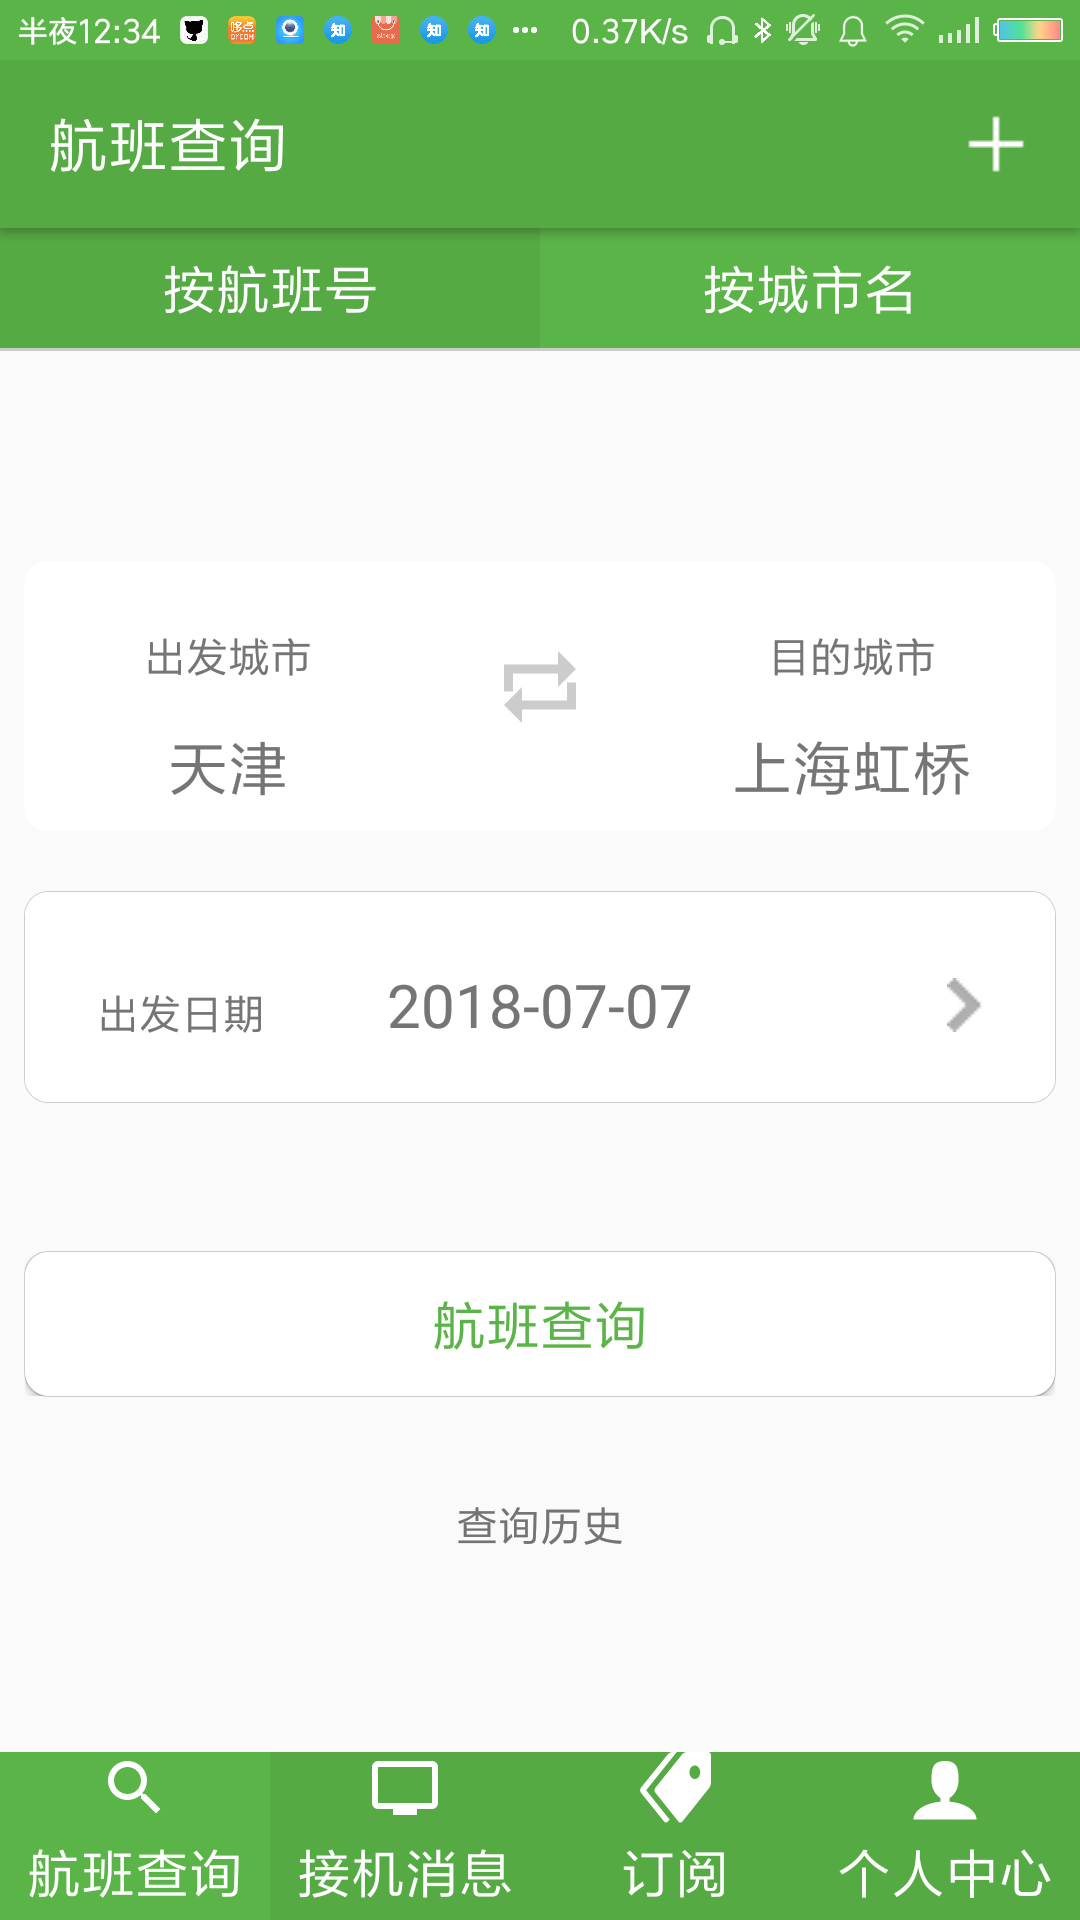 半夜12:34 知 知 知 0.37K/s
航班查询
按航班号 按城市名
出发城市 目的城市
天津 上海虹桥
出发日期 2018-07-07
航班查询
查询历史
航班查询 接机消息 订阅 个人中心